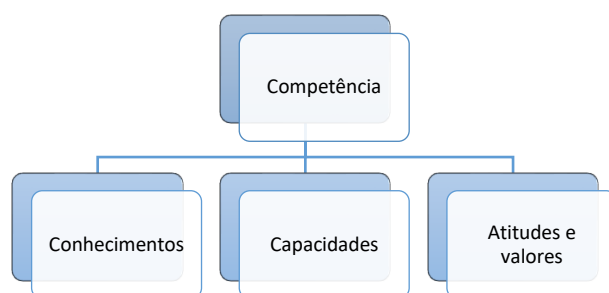 Competência
Conhecimentos
Capacidades
Atitudes e
valores